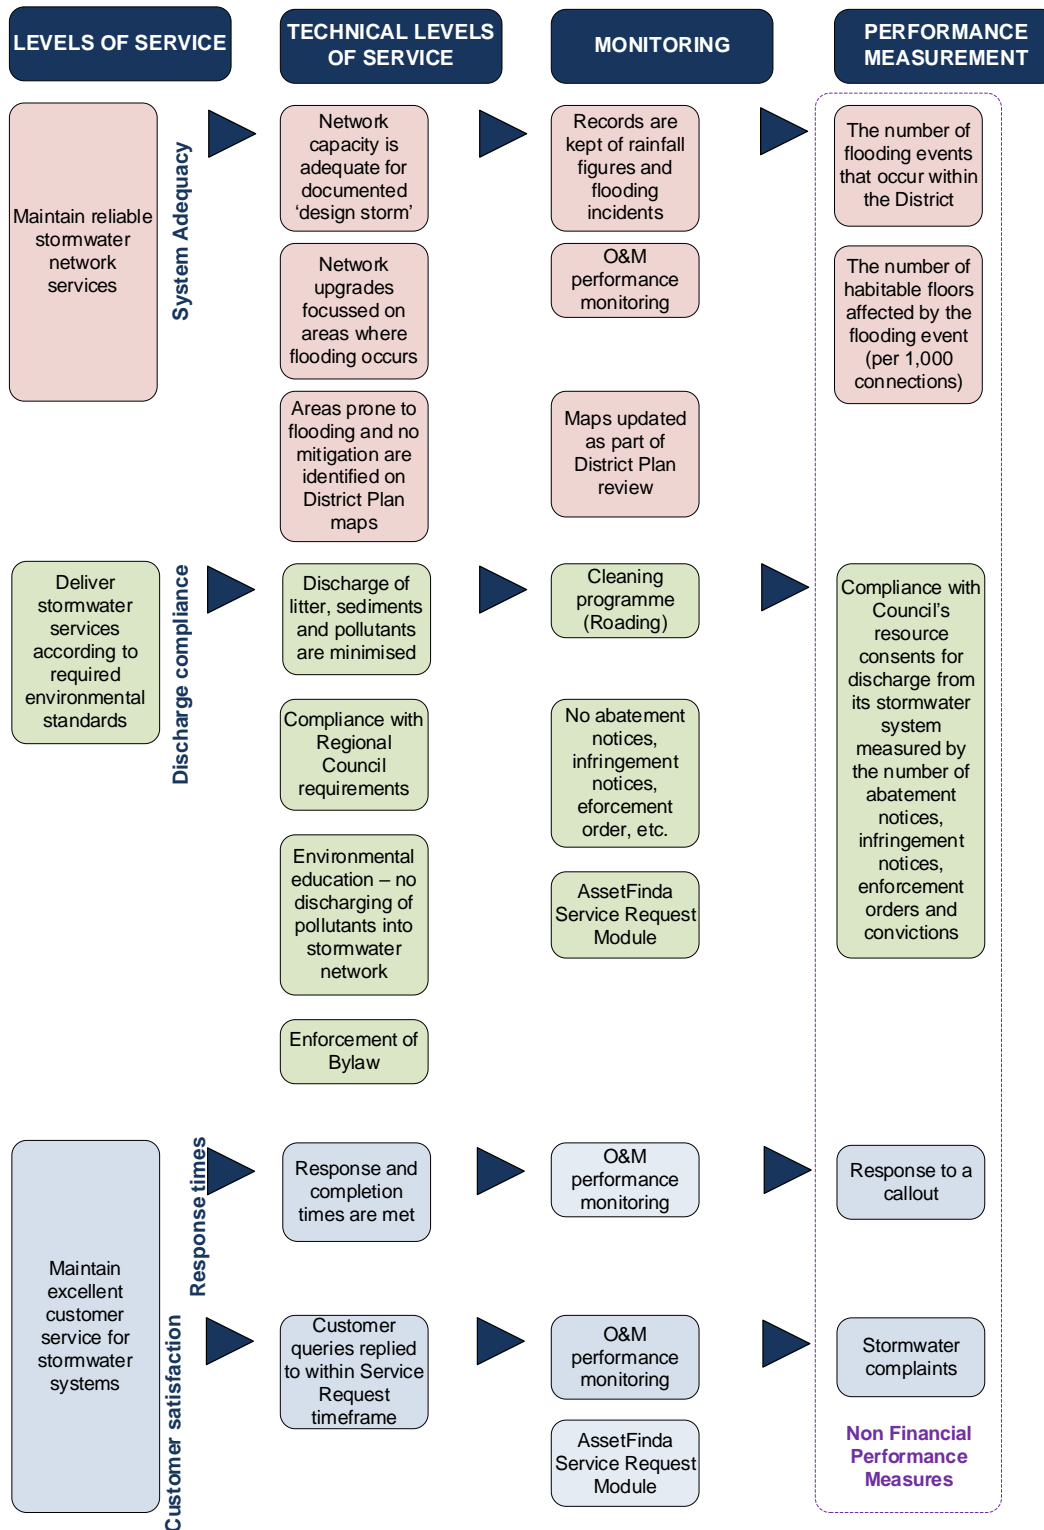 LEVELS OF SERVICE
TECHNICAL LEVELS
OF SERVICE
MONITORING
PERFORMANCE
MEASUREMENT
Maintain reliable
stormwater
network
services
System Adequacy
Network
capacity is
adequate for
documented
‘design storm’
Records are
kept of rainfall
figures and
flooding
incidents
The number of
flooding events
that occur within
the District
Network
upgrades
focussed on
areas where
flooding occurs
O&M
performance
monitoring
The number of
habitable floors
affected by the
flooding event
(per 1,000
connections)
Areas prone to
flooding and no
mitigation are
identified on
District Plan
maps
Maps updated
as part of
District Plan
review
Deliver
stormwater
services
according to
required
environmental
standards
Discharge compliance
Discharge of
litter, sediments
and pollutants
are minimised
Cleaning
programme
(Roading)
Compliance with
Council’s
resource
consents for
discharge from
its stormwater
system
measured by
the number of
abatement
notices,
infringement
notices,
enforcement
orders and
convictions
Compliance with
Regional
Council
requirements
No abatement
notices,
infringement
notices,
eforcement
order, etc.
Environmental
education – no
discharging of
pollutants into
stormwater
network
AssetFinda
Service Request
Module
Enforcement of
Bylaw
Maintain
excellent
customer
service for
stormwater
systems
Response times
Response and
completion
times are met
O&M
performance
monitoring
Response to a
callout
Customer satisfaction
Customer
queries replied
to within Service
Request
timeframe
O&M
performance
monitoring
Stormwater
complaints
AssetFinda
Service Request
Module
Non Financial
Performance
Measures